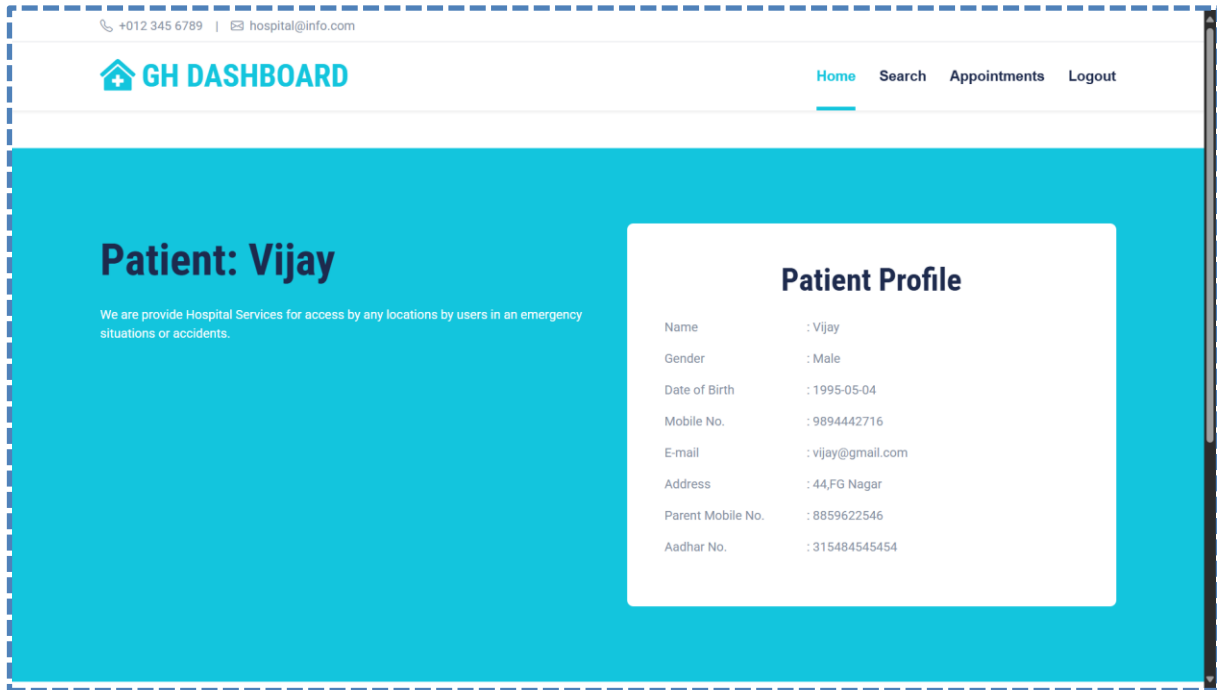 +012 345 6789 | hospital@info.com
GH DASHBOARD
Home Search Appointments Logout
Patient: Vijay
We are provide Hospital Services for access by any locations by users in an emergency
situations or accidents.
Patient Profile
Name : Vijay
Gender : Male
Date of Birth : 1995-05-04
Mobile No. : 9894442716
E-mail : vijay@gmail.com
Address : 44,FG Nagar
Parent Mobile No. : 8859622546
Aadhar No. : 315484545454